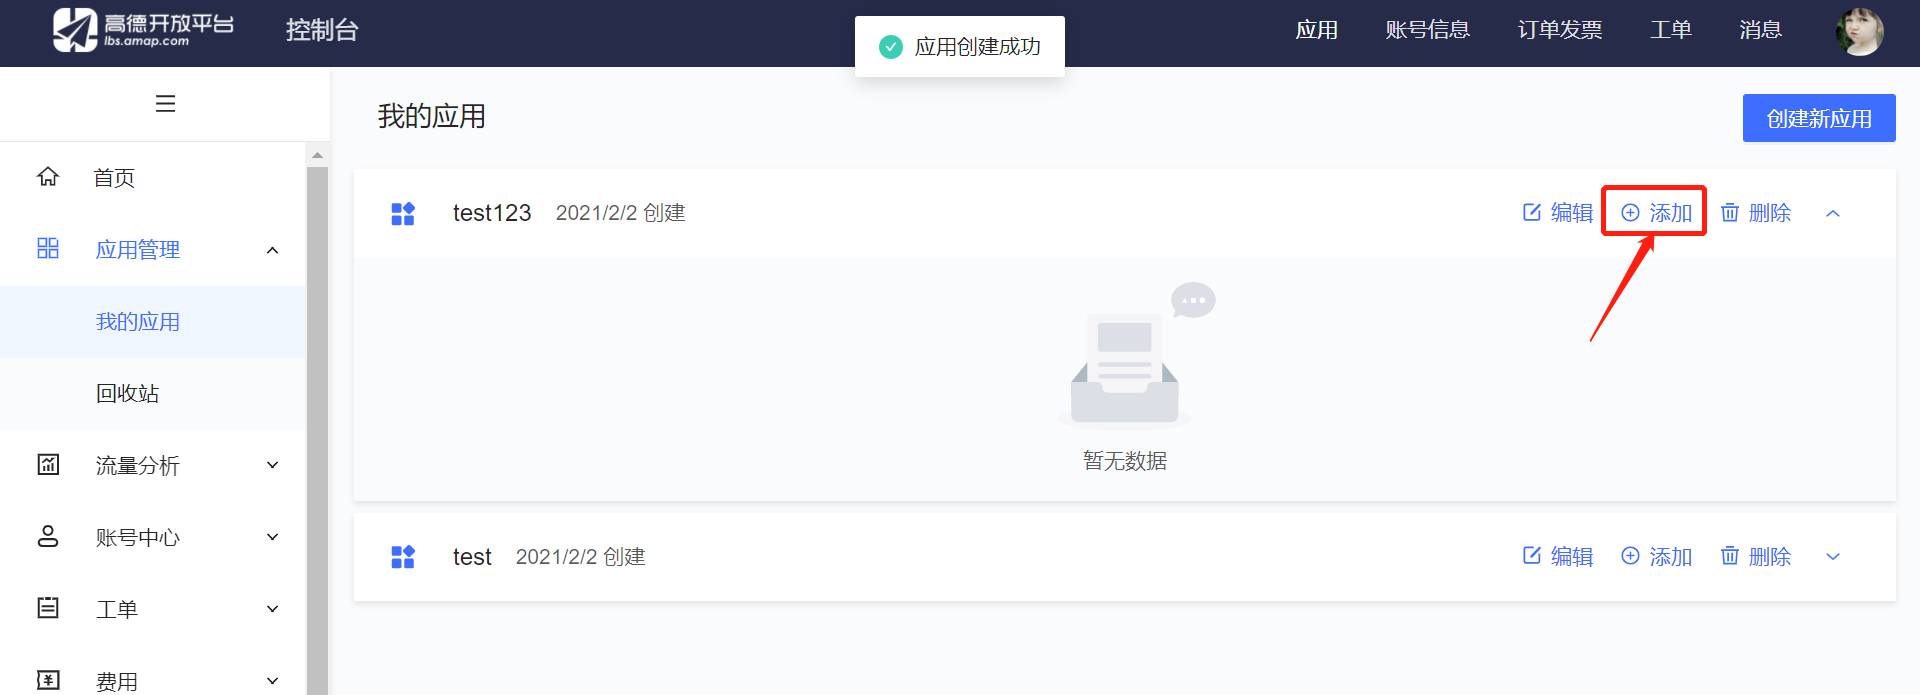 高德开放平台
lbs.amap.com
控制台
应用创建成功
应用
账号信息
订单发票
工单
消息
我的应用
创建新应用
首页
应用管理
我的应用
回收站
流量分析
账号中心
工单
费用
test123
2021/2/2 创建
编辑
添加
删除
暂无数据
test
2021/2/2 创建
编辑
添加
删除